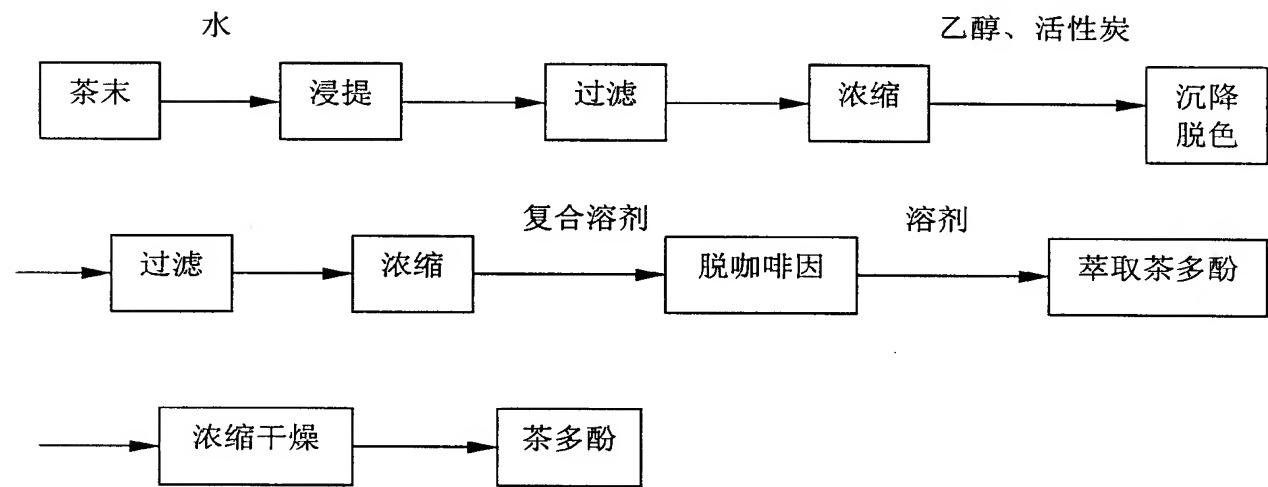 水
乙醇、活性炭
茶末
浸提
过滤
浓缩
沉降
脱色
复合溶剂
溶剂
过滤
浓缩
脱咖啡因
萃取茶多酚
浓缩干燥
茶多酚